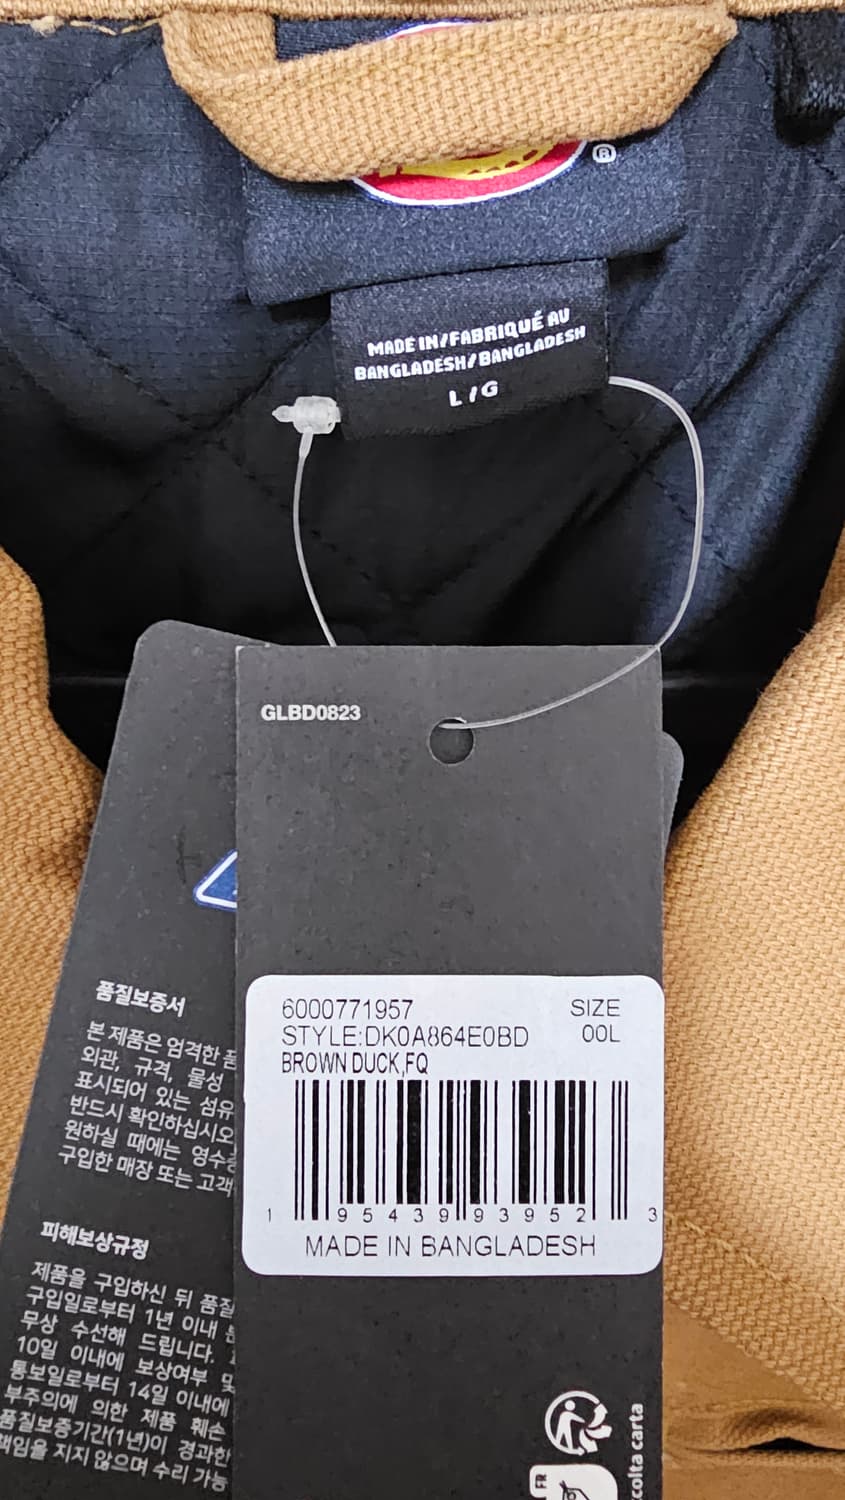 ®
MADE IN/FABRIQUÉ AU
BANGLADESH/BANGLADESH
L/G
GLBD0823
6000771957
SIZE
STYLE:DK0A864E0BD
00L
BROWN DUCK,FQ
1 95439 93952 3
MADE IN BANGLADESH
품질보증서
본 제품은 엄격한
외관, 규격, 물성
표시되어 있는 섬유
반드시 확인하십시오
원하실 때에는
구입한 매장 또는 고객
피해보상규정
제품을 구입하신 뒤 품질
구입일로부터 1년 이내
무상 수선해 드립니다.
10일 이내에 보상여부 및
통보일로부터 14일 이내에
부주의에 의한 제품 훼손
품질보증기간(1년)이 경과한
책임을 지지 않으며 수리 가능
FR
colta carta